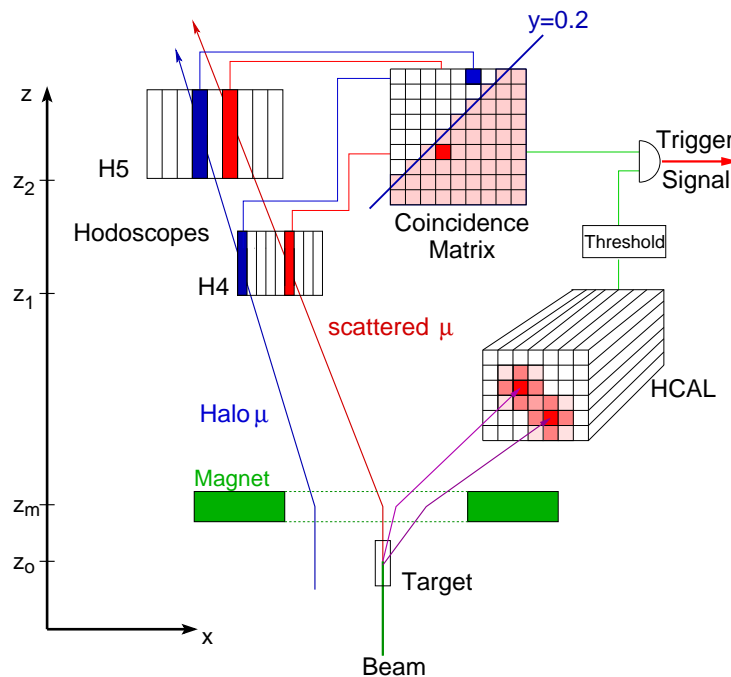 y=0.2
z
H5
Trigger
Signal
z2
Coincidence
Matrix
Hodoscopes
Threshold
H4
z1
scattered μ
HCAL
Halo μ
Magnet
zm
zo
Target
x
Beam